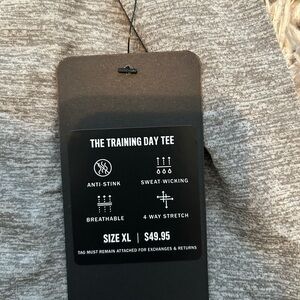 THE TRAINING DAY TEE
ANTI-STINK
SWEAT-WICKING
BREATHABLE
4 WAY STRETCH
SIZE XL | $49.95
TAG MUST REMAIN ATTACHED FOR EXCHANGES & RETURNS